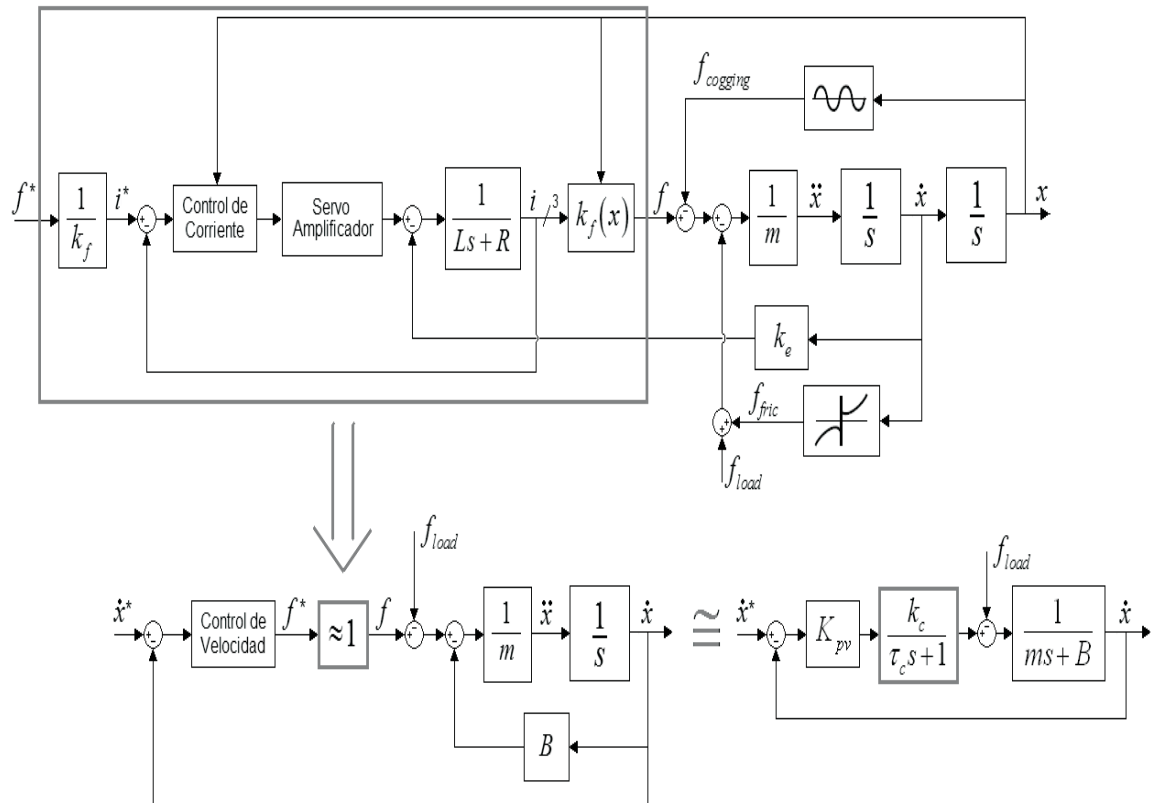 f_cogging
f*
1/k_f
i*
Control de
Corriente
Servo
Amplificador
1/(Ls + R)
i
3
k_f(x)
f
1/m
ẍ
1/s
ẋ
1/s
x
k_e
f_fric
f_load
f_load
ẋ*
Control de
Velocidad
f*
≈1
f
1/m
ẍ
1/s
ẋ
B
≅
ẋ*
K_pv
k_c/(τ_c s + 1)
f_load
1/(ms + B)
ẋ